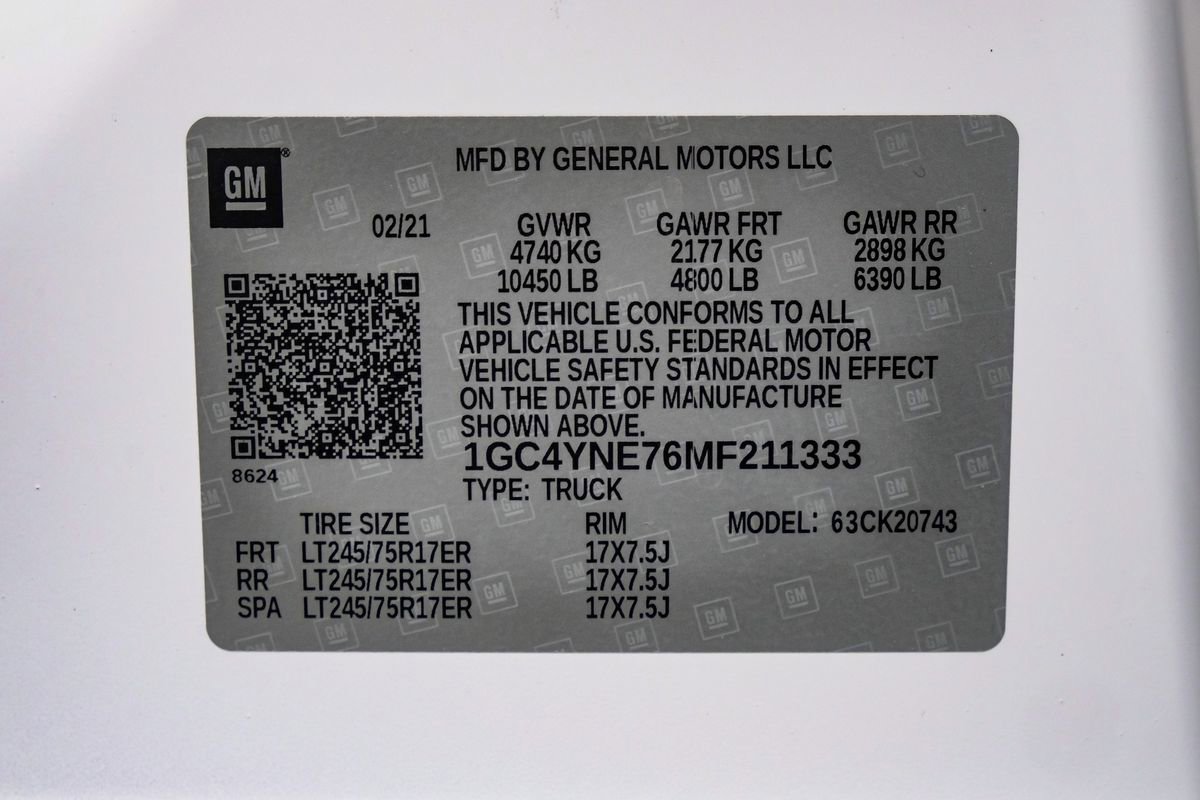 GM
MFD BY GENERAL MOTORS LLC
02/21 GVWR GAWR FRT GAWR RR
4740 KG 2177 KG 2898 KG
10450 LB 4800 LB 6390 LB
THIS VEHICLE CONFORMS TO ALL
APPLICABLE U.S. FEDERAL MOTOR
VEHICLE SAFETY STANDARDS IN EFFECT
ON THE DATE OF MANUFACTURE
SHOWN ABOVE.
1GC4YNE76MF211333
8624
TYPE: TRUCK
TIRE SIZE RIM MODEL: 63CK20743
FRT LT245/75R17ER 17X7.5J
RR LT245/75R17ER 17X7.5J
SPA LT245/75R17ER 17X7.5J